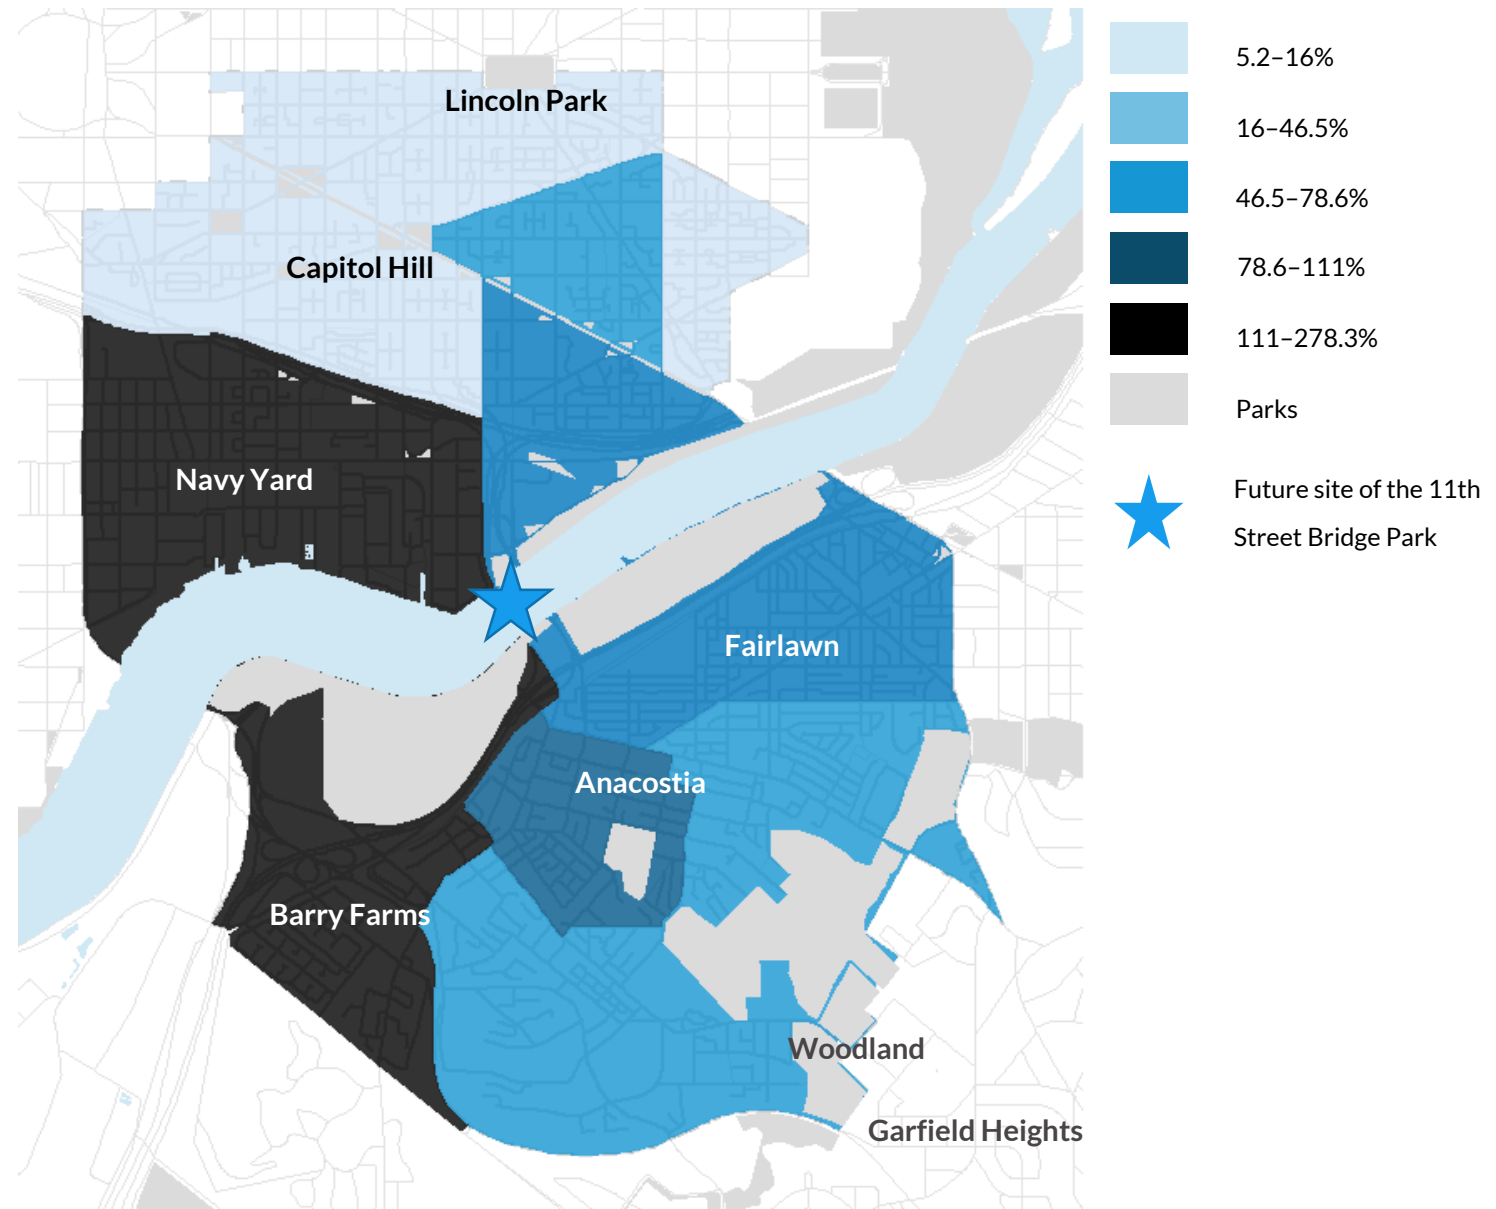 Lincoln Park
Capitol Hill
Navy Yard
Fairlawn
Anacostia
Barry Farms
Woodland
Garfield Heights
5.2–16%
16–46.5%
46.5–78.6%
78.6–111%
111–278.3%
Parks
Future site of the 11th
Street Bridge Park